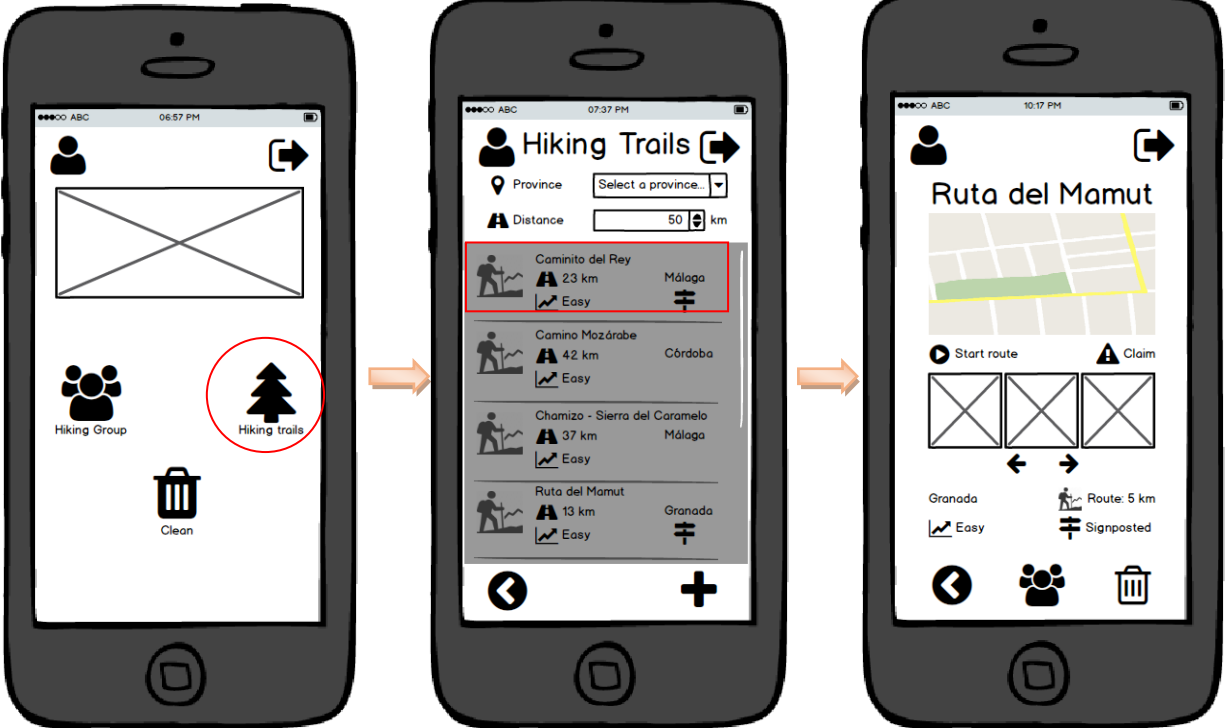 ABC 06:57 PM
Hiking Group
Hiking trails
Clean
ABC 07:37 PM
Hiking Trails
Province Select a province...
Distance 50 km
Caminito del Rey
23 km Málaga
Easy
Camino Mozárabe
42 km Córdoba
Easy
Chamizo - Sierra del Caramelo
37 km Málaga
Easy
Ruta del Mamut
13 km Granada
Easy
ABC 10:17 PM
Ruta del Mamut
Start route Claim
Granada Route: 5 km
Easy Signposted